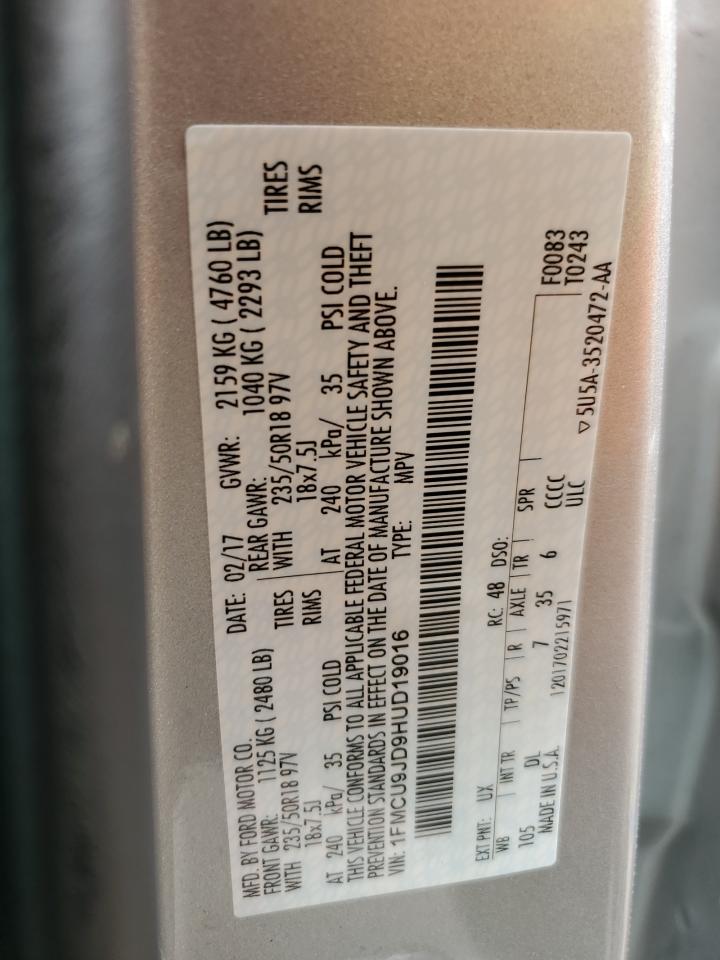 MFD. BY FORD MOTOR CO.
DATE: 02/17 GVWR: 2159 KG ( 4760 LB)
FRONT GAWR: REAR GAWR: 1040 KG ( 2293 LB)
1125 KG ( 2480 LB)
WITH 235/50R18 97V TIRES WITH 235/50R18 97V TIRES
18x7.5J RIMS 18x7.5J RIMS
AT 240 kPa/ 35 PSI COLD AT 240 kPa/ 35 PSI COLD
THIS VEHICLE CONFORMS TO ALL APPLICABLE FEDERAL MOTOR VEHICLE SAFETY AND THEFT
PREVENTION STANDARDS IN EFFECT ON THE DATE OF MANUFACTURE SHOWN ABOVE.
VIN: 1FMCU9JD9HUD19016 TYPE: MPV
EXT PNT: UX RC: 48 DSO:
WB INT TR TP/PS R AXLE TR SPR F0083
105 DL 7 35 6 CCCC T0243
MADE IN U.S.A. 1201702215971 ULC
▽5U5A-3520472-AA